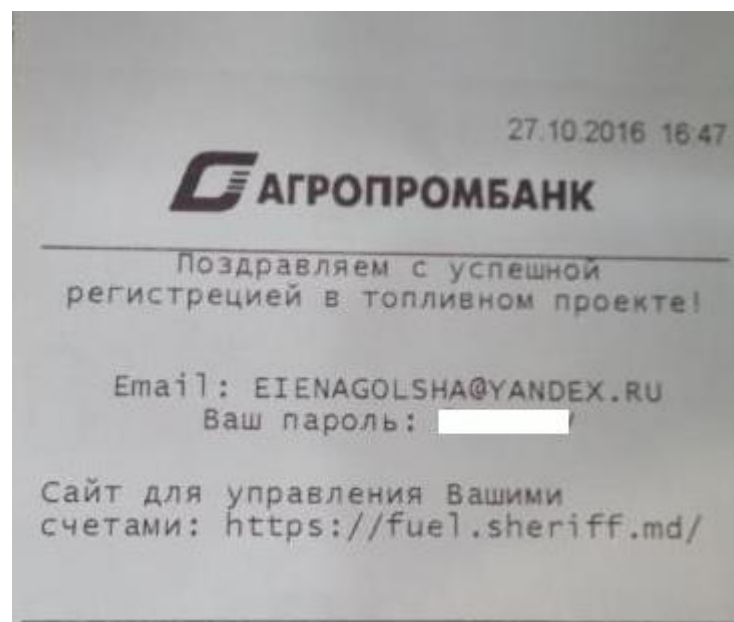 27.10.2016 16:47
АГРОПРОМБАНК
Поздравляем с успешной
регистрецией в топливном проекте!
Email: EIENAGOLSHA@YANDEX.RU
Ваш пароль:
Сайт для управления Вашими
счетами: https://fuel.sheriff.md/